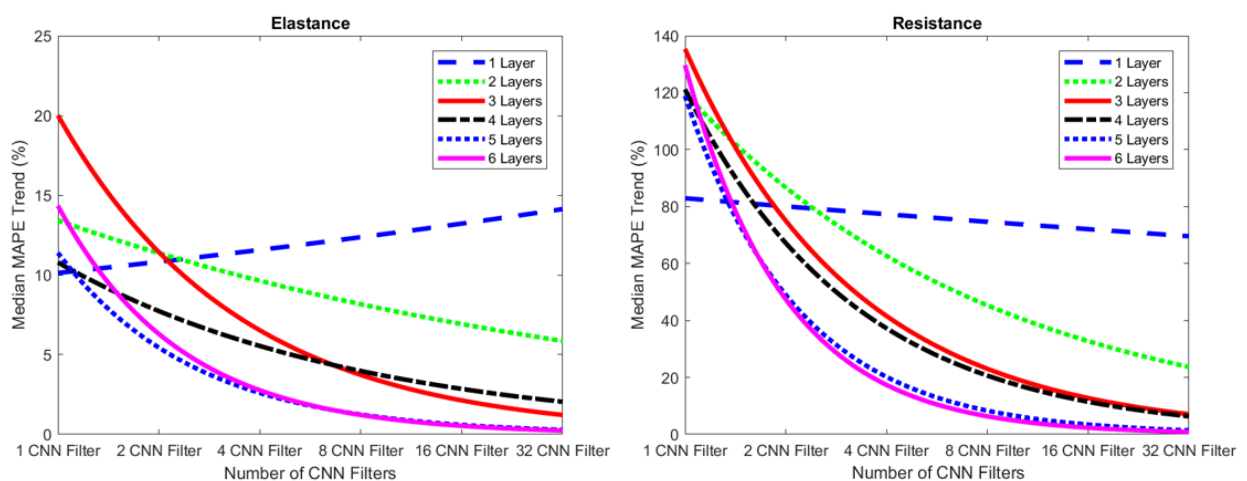 Elastance
25
20
15
10
5
0
Median MAPE Trend (%)
1 Layer
2 Layers
3 Layers
4 Layers
5 Layers
6 Layers
1 CNN Filter
2 CNN Filter
4 CNN Filter
8 CNN Filter
16 CNN Filter
32 CNN Filter
Number of CNN Filters
Resistance
140
120
100
80
60
40
20
0
Median MAPE Trend (%)
1 Layer
2 Layers
3 Layers
4 Layers
5 Layers
6 Layers
1 CNN Filter
2 CNN Filter
4 CNN Filter
8 CNN Filter
16 CNN Filter
32 CNN Filter
Number of CNN Filters